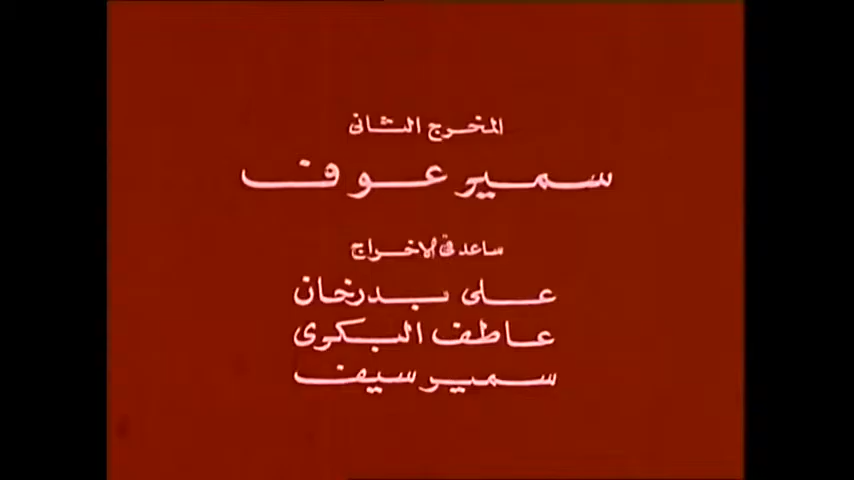 المخرج الثانى
سمير عوف
ساعد فى الاخراج
على بدرخان
عاطف البكرى
سمير سيف